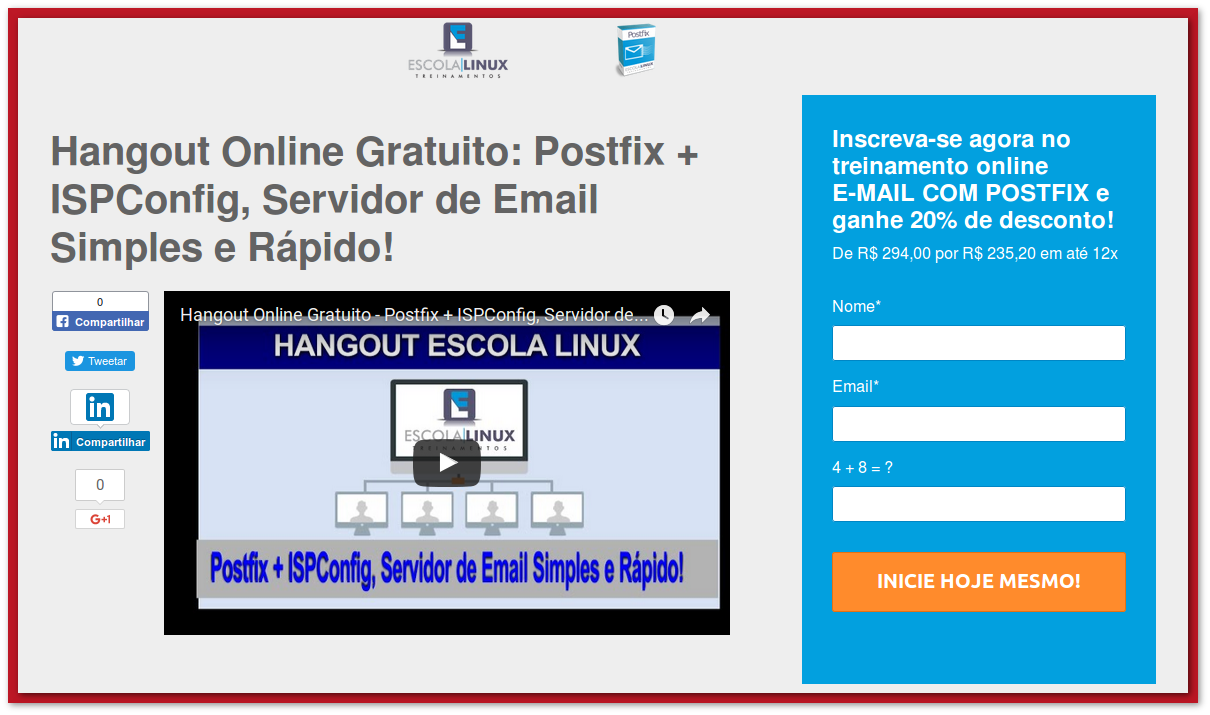 ESCOLA|LINUX
TREINAMENTOS
Postfix
ESCOLALINUX
Hangout Online Gratuito: Postfix +
ISPConfig, Servidor de Email
Simples e Rápido!
0
Compartilhar
Tweetar
in
in Compartilhar
0
G+1
Hangout Online Gratuito - Postfix + ISPConfig, Servidor de...
HANGOUT ESCOLA LINUX
ESCOLA|LINUX
TREINAMENTOS
Postfix + ISPConfig, Servidor de Email Simples e Rápido!
Inscreva-se agora no
treinamento online
E-MAIL COM POSTFIX e
ganhe 20% de desconto!
De R$ 294,00 por R$ 235,20 em até 12x
Nome*
Email*
4 + 8 = ?
INICIE HOJE MESMO!